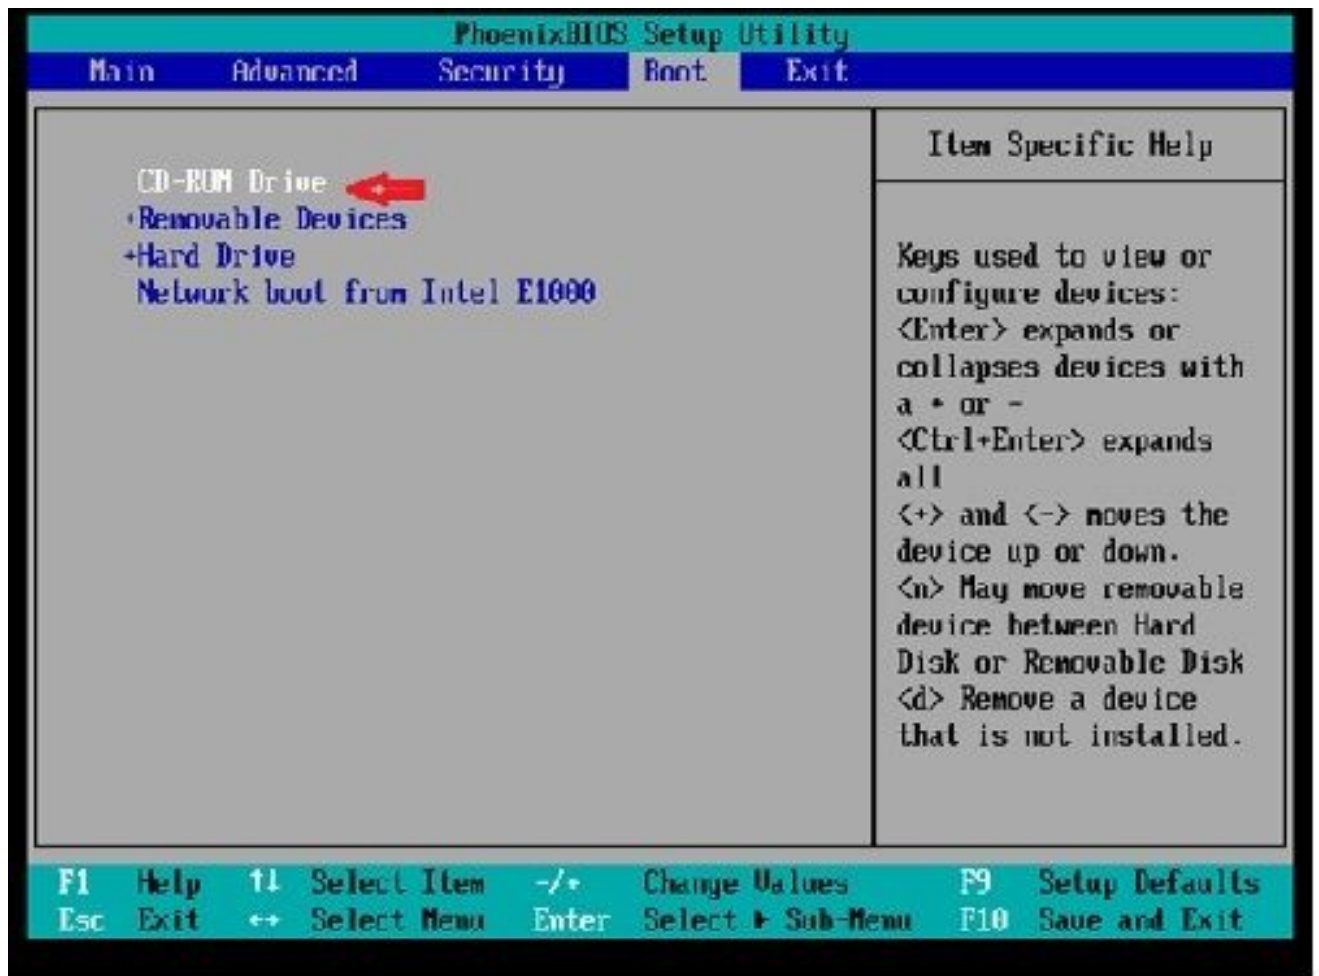 PhoenixBIOS Setup Utility
Main Advanced Security Boot Exit
CD-ROM Drive
+Removable Devices
+Hard Drive
Network boot from Intel E1000
Item Specific Help
Keys used to view or
configure devices:
<Enter> expands or
collapses devices with
a + or -
<Ctrl+Enter> expands
all
<+> and <-> moves the
device up or down.
<n> May move removable
device between Hard
Disk or Removable Disk
<d> Remove a device
that is not installed.
F1 Help ↑↓ Select Item -/+ Change Values F9 Setup Defaults
Esc Exit ↔ Select Menu Enter Select ▶ Sub-Menu F10 Save and Exit